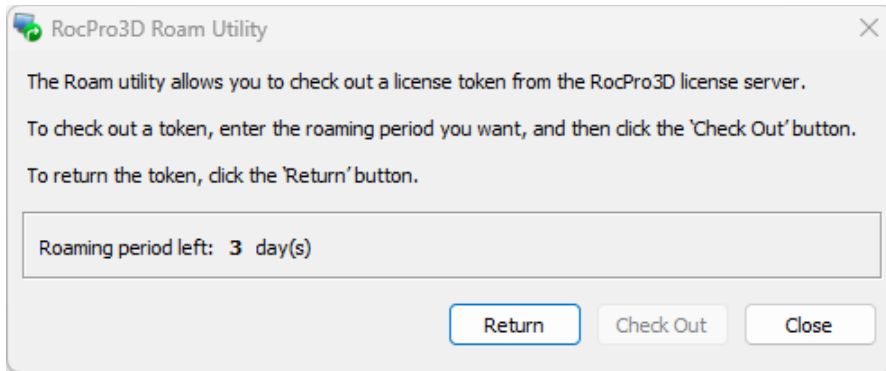 RocPro3D Roam Utility
The Roam utility allows you to check out a license token from the RocPro3D license server.
To check out a token, enter the roaming period you want, and then click the 'Check Out' button.
To return the token, click the 'Return' button.
Roaming period left: 3 day(s)
Return Check Out Close